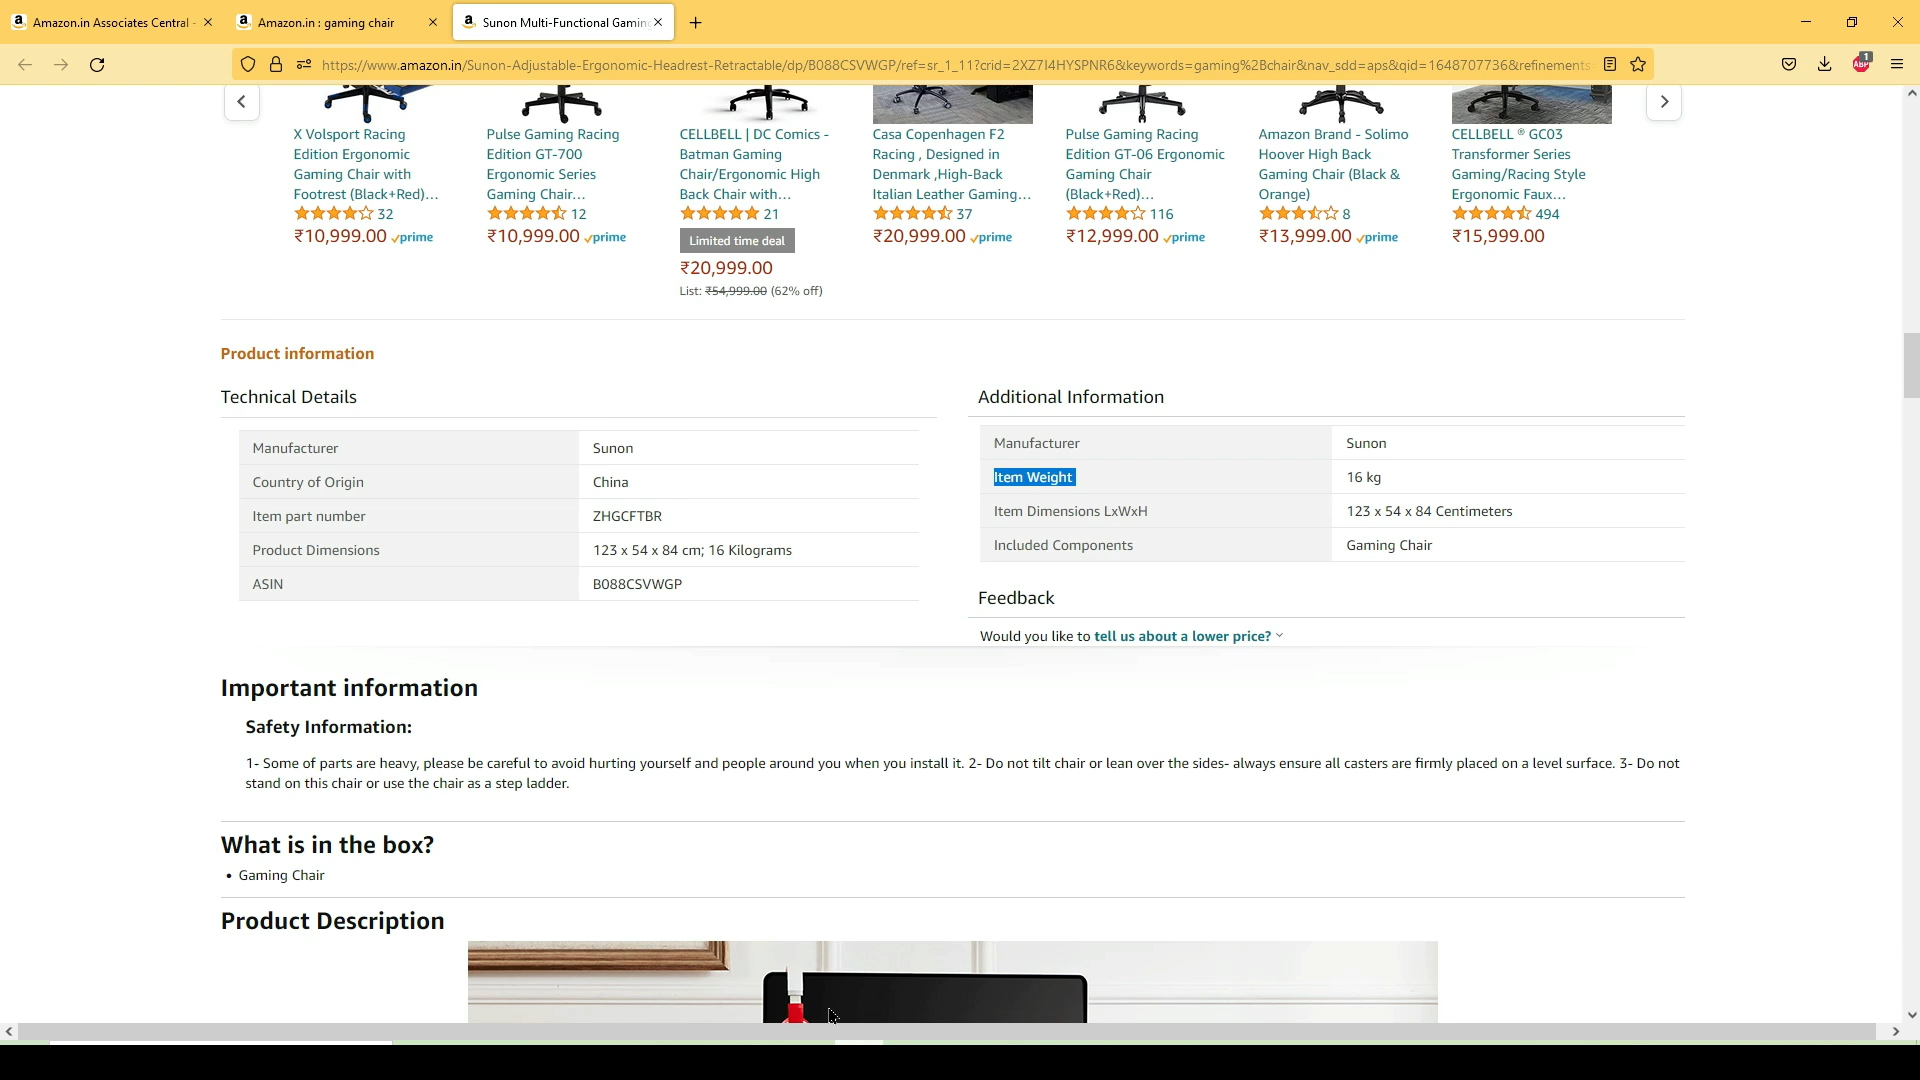 Amazon.in Associates Central -
Amazon.in : gaming chair
Sunon Multi-Functional Gaming
https://www.amazon.in/Sunon-Adjustable-Ergonomic-Headrest-Retractable/dp/B088CSVWGP/ref=sr_1_11?crid=2XZ7I4HYSPNR6&keywords=gaming%2Bchair&nav_sdd=aps&qid=1648707736&refinements
ABP
1
X Volsport Racing
Edition Ergonomic
Gaming Chair with
Footrest (Black+Red)…
32
₹10,999.00 prime
Pulse Gaming Racing
Edition GT-700
Ergonomic Series
Gaming Chair…
12
₹10,999.00 prime
CELLBELL | DC Comics -
Batman Gaming
Chair/Ergonomic High
Back Chair with…
21
Limited time deal
₹20,999.00
List: ₹54,999.00 (62% off)
Casa Copenhagen F2
Racing , Designed in
Denmark ,High-Back
Italian Leather Gaming…
37
₹20,999.00 prime
Pulse Gaming Racing
Edition GT-06 Ergonomic
Gaming Chair
(Black+Red)…
116
₹12,999.00 prime
Amazon Brand - Solimo
Hoover High Back
Gaming Chair (Black &
Orange)
8
₹13,999.00 prime
CELLBELL ® GC03
Transformer Series
Gaming/Racing Style
Ergonomic Faux…
494
₹15,999.00
Product information
Technical Details
Manufacturer Sunon
Country of Origin China
Item part number ZHGCFTBR
Product Dimensions 123 x 54 x 84 cm; 16 Kilograms
ASIN B088CSVWGP
Additional Information
Manufacturer Sunon
Item Weight 16 kg
Item Dimensions LxWxH 123 x 54 x 84 Centimeters
Included Components Gaming Chair
Feedback
Would you like to tell us about a lower price?
Important information
Safety Information:
1- Some of parts are heavy, please be careful to avoid hurting yourself and people around you when you install it. 2- Do not tilt chair or lean over the sides- always ensure all casters are firmly placed on a level surface. 3- Do not
stand on this chair or use the chair as a step ladder.
What is in the box?
• Gaming Chair
Product Description